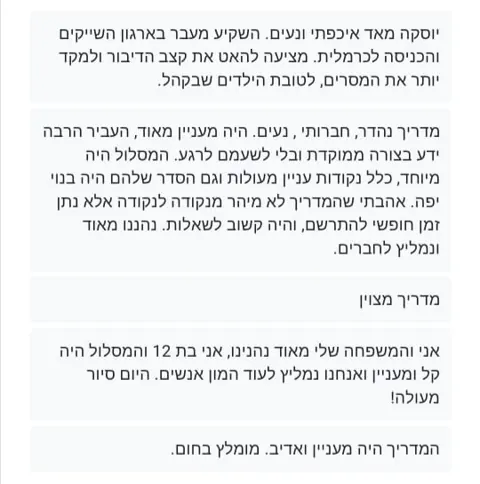 יוסקה מאד איכפתי ונעים. השקיע מעבר בארגון השייקים
והכניסה לכרמלית. מציעה להאט את קצב הדיבור ולמקד
יותר את המסרים, לטובת הילדים שבקהל.
מדריך נהדר, חברותי , נעים. היה מעניין מאוד, העביר הרבה
ידע בצורה ממוקדת ובלי לשעמם לרגע. המסלול היה
מיוחד, כלל נקודות עניין מעולות וגם הסדר שלהם היה בנוי
יפה. אהבתי שהמדריך לא מיהר מנקודה לנקודה אלא נתן
זמן חופשי להתרשם, והיה קשוב לשאלות. נהננו מאוד
ונמליץ לחברים.
מדריך מצוין
אני והמשפחה שלי מאוד נהנינו, אני בת 12 והמסלול היה
קל ומעניין ואנחנו נמליץ לעוד המון אנשים. היום סיור
מעולה!
המדריך היה מעניין ואדיב. מומלץ בחום.